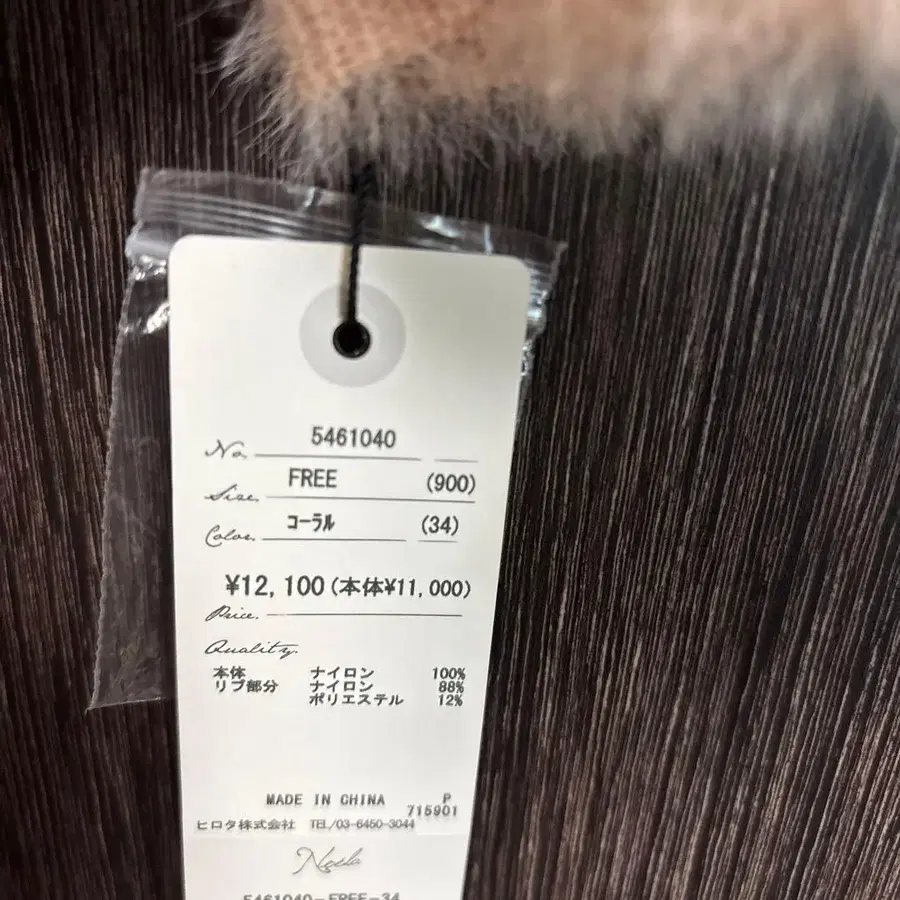 No. 5461040
Size. FREE (900)
Color. コーラル (34)
¥12,100(本体¥11,000)
Price.
Quality.
本体 ナイロン 100%
リブ部分 ナイロン 88%
ポリエステル 12%
MADE IN CHINA P
715901
ヒロタ株式会社 TEL/03-6450-3044
5461040-FREE-34